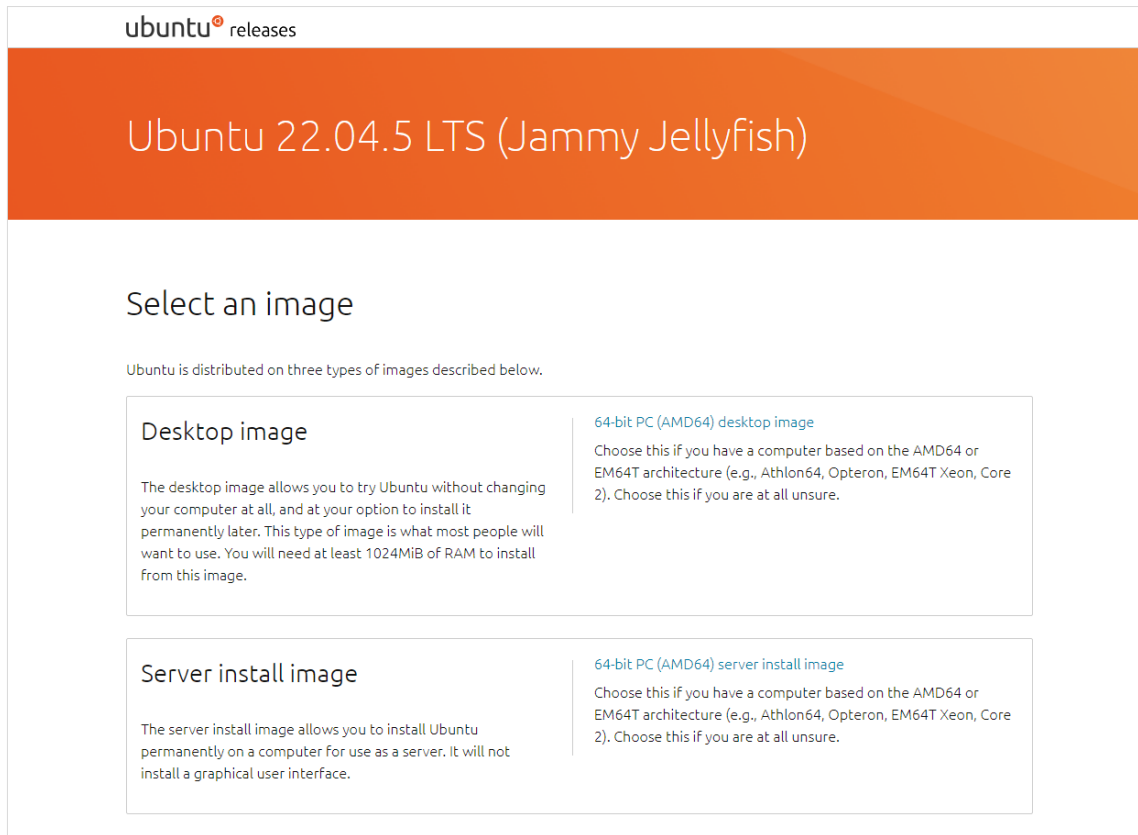 ubuntu releases
Ubuntu 22.04.5 LTS (Jammy Jellyfish)
Select an image
Ubuntu is distributed on three types of images described below.
Desktop image
The desktop image allows you to try Ubuntu without changing
your computer at all, and at your option to install it
permanently later. This type of image is what most people will
want to use. You will need at least 1024MiB of RAM to install
from this image.
64-bit PC (AMD64) desktop image
Choose this if you have a computer based on the AMD64 or
EM64T architecture (e.g., Athlon64, Opteron, EM64T Xeon, Core
2). Choose this if you are at all unsure.
Server install image
The server install image allows you to install Ubuntu
permanently on a computer for use as a server. It will not
install a graphical user interface.
64-bit PC (AMD64) server install image
Choose this if you have a computer based on the AMD64 or
EM64T architecture (e.g., Athlon64, Opteron, EM64T Xeon, Core
2). Choose this if you are at all unsure.